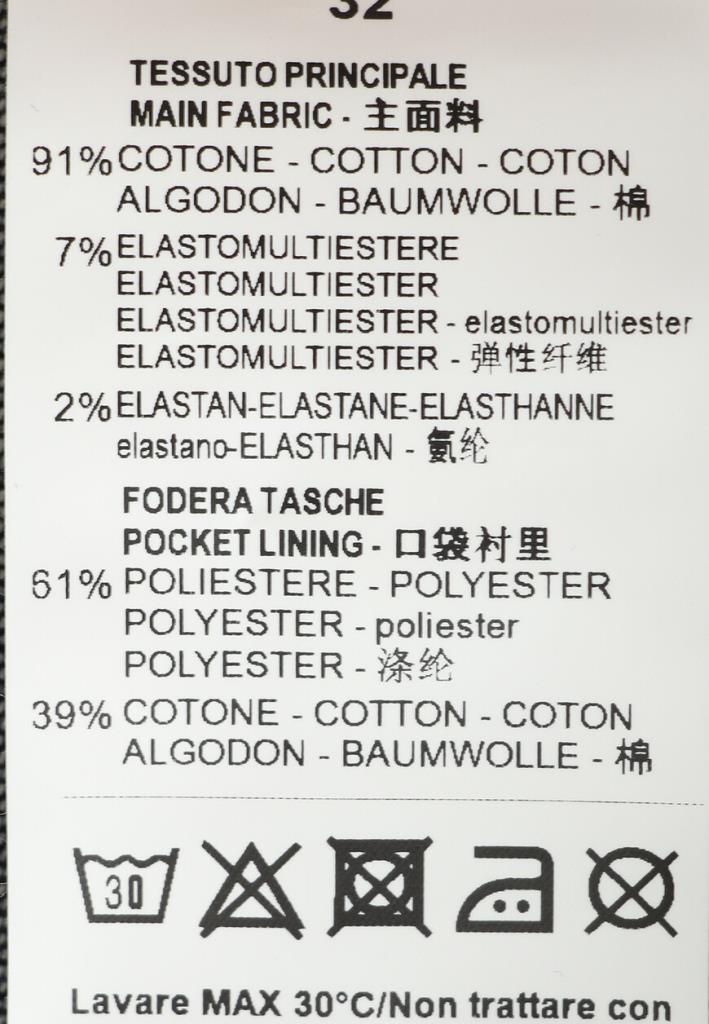 32
TESSUTO PRINCIPALE
MAIN FABRIC - 主面料
91% COTONE - COTTON - COTON
ALGODON - BAUMWOLLE - 棉
7% ELASTOMULTIESTERE
ELASTOMULTIESTER
ELASTOMULTIESTER - elastomultiester
ELASTOMULTIESTER - 弹性纤维
2% ELASTAN-ELASTANE-ELASTHANNE
elastano-ELASTHAN - 氨纶
FODERA TASCHE
POCKET LINING - 口袋衬里
61% POLIESTERE - POLYESTER
POLYESTER - poliester
POLYESTER - 涤纶
39% COTONE - COTTON - COTON
ALGODON - BAUMWOLLE - 棉
30
Lavare MAX 30°C/Non trattare con